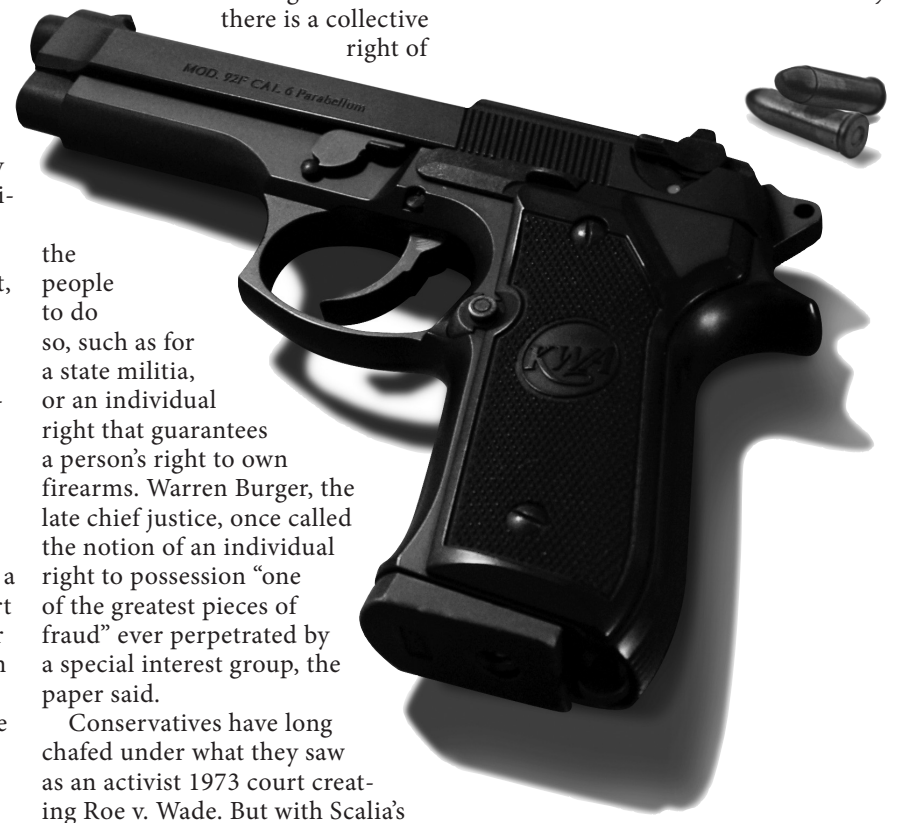 there is a collective
right of
MOD. 92F CAL 6 Parabellum
KWA
the
people
to do
so, such as for
a state militia,
or an individual
right that guarantees
a person’s right to own
firearms. Warren Burger, the
late chief justice, once called
the notion of an individual
right to possession “one
of the greatest pieces of
fraud” ever perpetrated by
a special interest group, the
paper said.
Conservatives have long
chafed under what they saw
as an activist 1973 court creat-
ing Roe v. Wade. But with Scalia’s